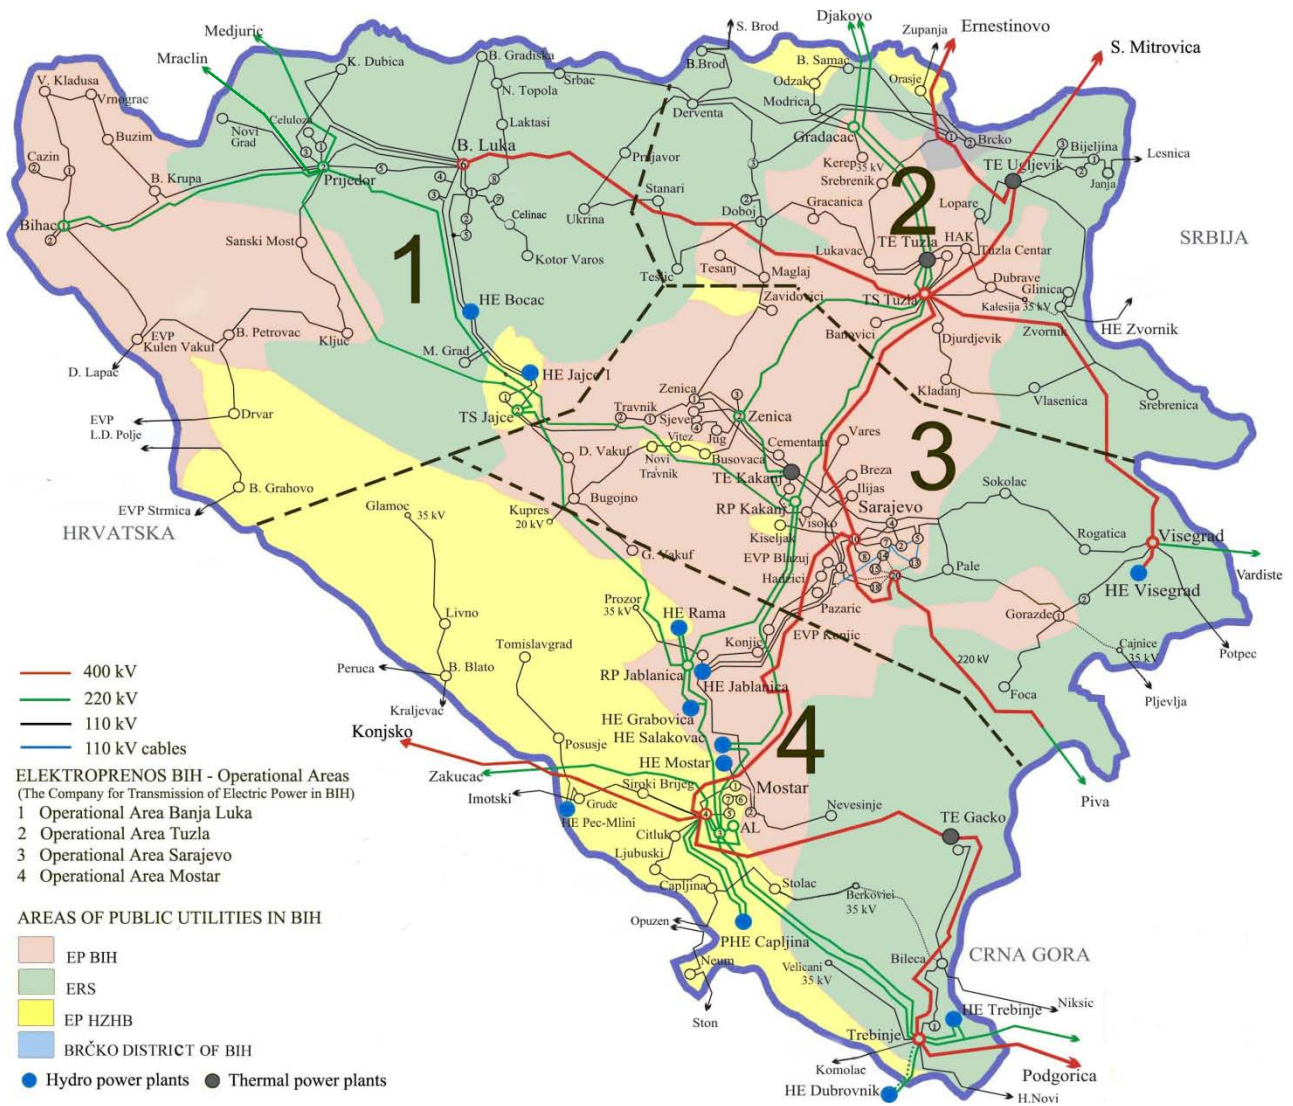 Djakovo
Medjuric
S. Brod
Zupanja
Ernestinovo
S. Mitrovica
Mraclin
K. Dubica
B. Gradiska
Srbac
B.Brod
B. Samac
Odzak
Orasje
V. Kladusa
Vrnograc
N. Topola
Modrica
Derventa
Novi
Grad
Celuloza
Laktasi
Gradacac
Brcko
Buzim
B. Luka
Prnjavor
Kerep
35 kV
TE Ugljevik
Bijeljina
Lesnica
Cazin
Prijedor
Stanari
Srebrenik
Janja
B. Krupa
Celinac
Ukrina
Doboj
Gracanica
Lopare
2
Bihac
Sanski Most
1
Kotor Varos
Teslic
Tesanj
Maglaj
Lukavac
TE Tuzla
HAK
Tuzla Centar
SRBIJA
Dubrave
Glinica
HE Bocac
Zavidovici
TS Tuzla
Kalesija 35 kV
Zvornik
HE Zvornik
EVP
Kulen Vakuf
B. Petrovac
Kljuc
M. Grad
Banovici
Djurdjevik
D. Lapac
HE Jajce 1
Kladanj
Vlasenica
Srebrenica
Drvar
TS Jajce
Zenica
Travnik
Sjever
Zenica
EVP
L.D. Polje
Vitez
Jug
Cementara
Vares
3
D. Vakuf
Novi
Travnik
Busovaca
TE Kakanj
Breza
B. Grahovo
Bugojno
Ilijas
Sokolac
EVP Strmica
Glamoc
35 kV
Kupres
20 kV
RP Kakanj
Visoko
Sarajevo
HRVATSKA
Kiseljak
Rogatica
Visegrad
G. Vakuf
EVP Blazuj
Hadzici
Pale
Vardiste
HE Visegrad
Prozor
35 kV
HE Rama
Pazaric
Gorazde
Livno
Tomislavgrad
Konjic
EVP Konjic
Cajnice
35 kV
Potpec
220 kV
400 kV
220 kV
110 kV
110 kV cables
Peruca
B. Blato
RP Jablanica
HE Jablanica
Foca
Pljevlja
Kraljevac
HE Grabovica
4
Konjsko
HE Salakovac
Posusje
HE Mostar
ELEKTROPRENOS BIH - Operational Areas
(The Company for Transmission of Electric Power in BIH)
1 Operational Area Banja Luka
2 Operational Area Tuzla
3 Operational Area Sarajevo
4 Operational Area Mostar
Zakucac
Siroki Brijeg
Mostar
Piva
Imotski
Grude
HE Pec-Mlini
Nevesinje
TE Gacko
Citluk
AL
Ljubuski
Capljina
Stolac
Berkovici
35 kV
AREAS OF PUBLIC UTILITIES IN BIH
EP BIH
ERS
EP HZHB
BRČKO DISTRICT OF BIH
Hydro power plants
Thermal power plants
Opuzen
PHE Capljina
Neum
Velicani
35 kV
Bileca
CRNA GORA
Niksic
Ston
HE Trebinje
Trebinje
Komolac
Podgorica
HE Dubrovnik
H.Novi